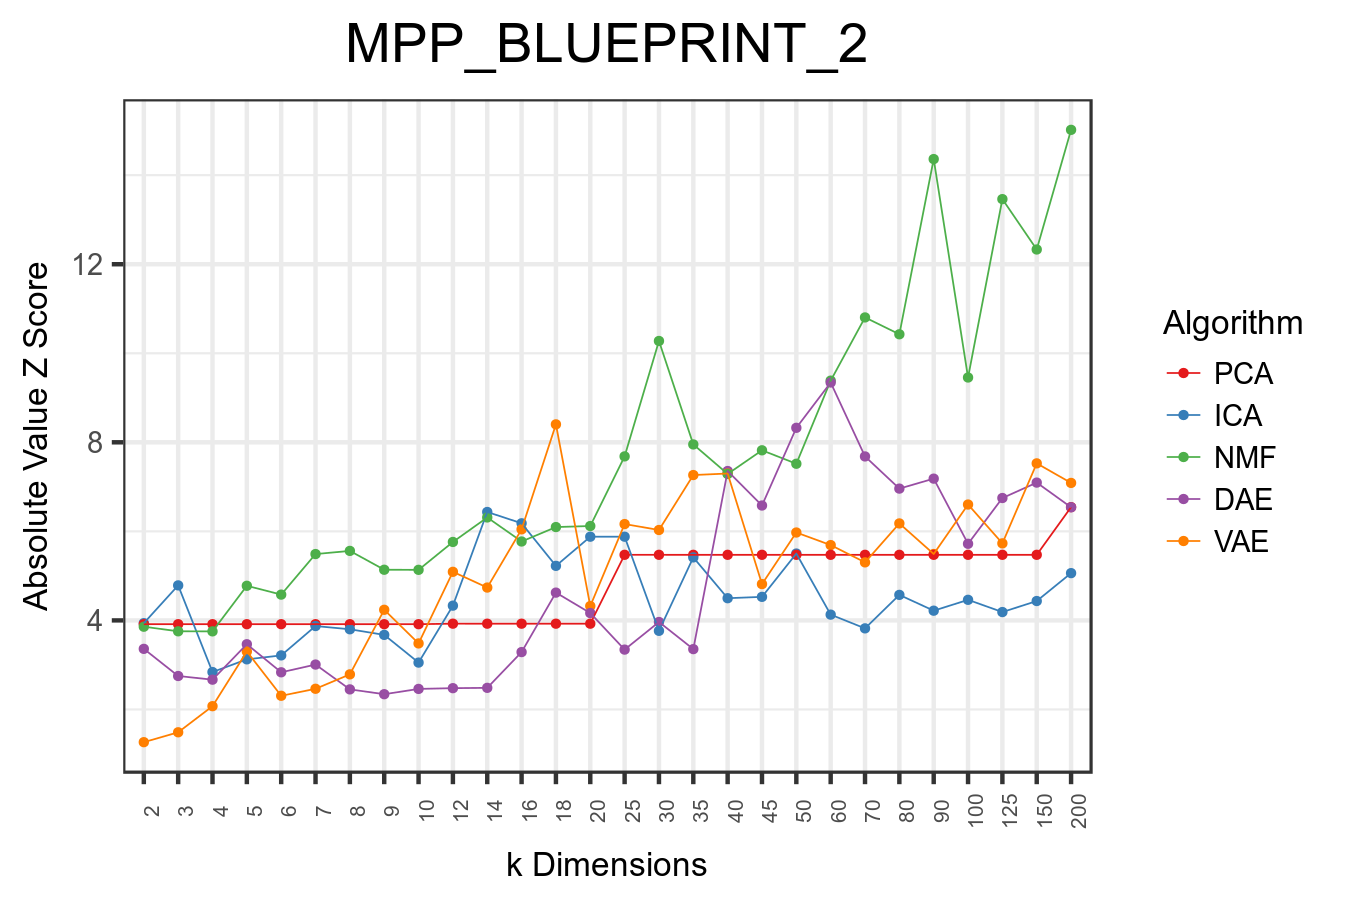 MPP_BLUEPRINT_2
Absolute Value Z Score
12
8
4
2 3 4 5 6 7 8 9 10 12 14 16 18 20 25 30 35 40 45 50 60 70 80 90 100 125 150 200
k Dimensions
Algorithm
PCA
ICA
NMF
DAE
VAE